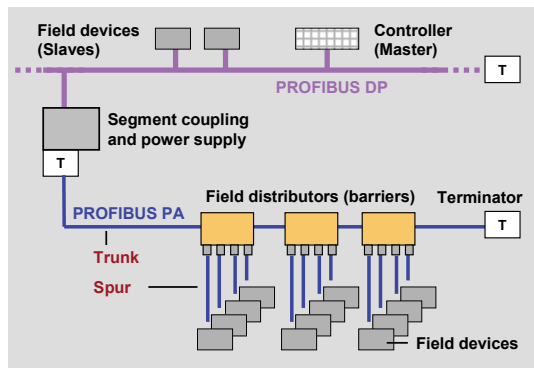 Field devices
(Slaves)
Controller
(Master)
T
PROFIBUS DP
Segment coupling
and power supply
T
PROFIBUS PA
Field distributors (barriers)
Terminator
T
Trunk
Spur
Field devices